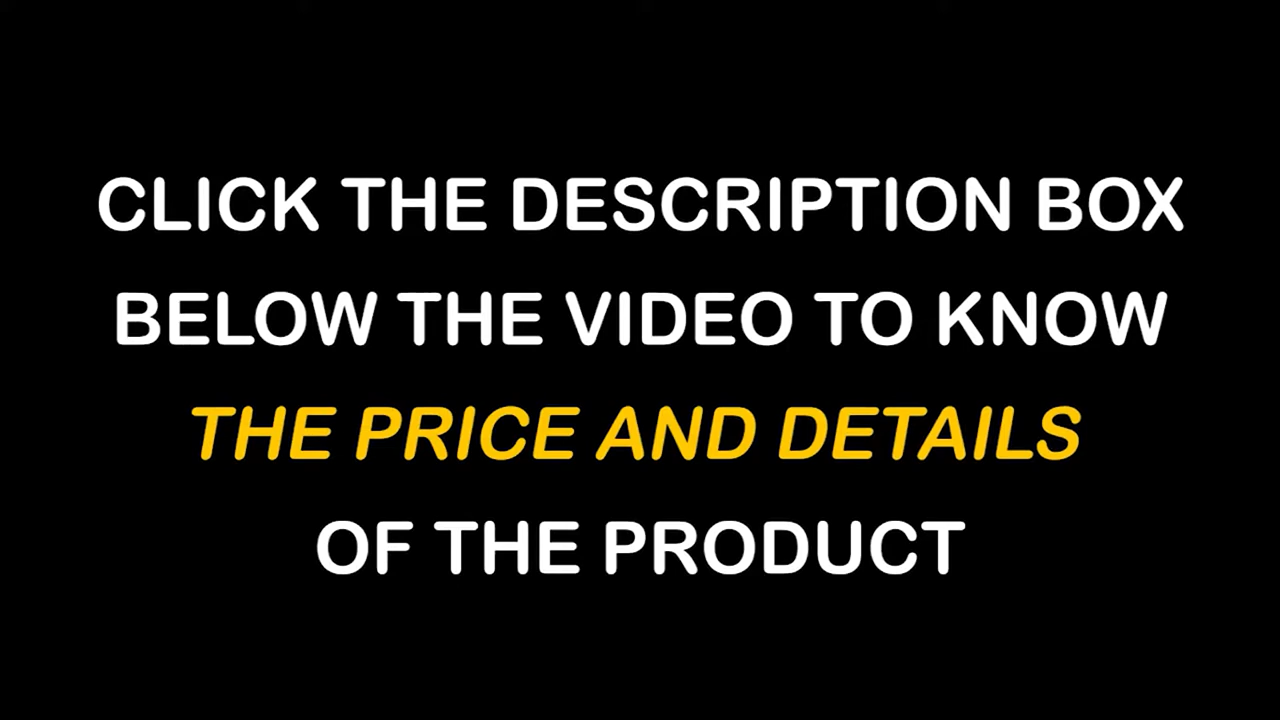 CLICK THE DESCRIPTION BOX
BELOW THE VIDEO TO KNOW
THE PRICE AND DETAILS
OF THE PRODUCT